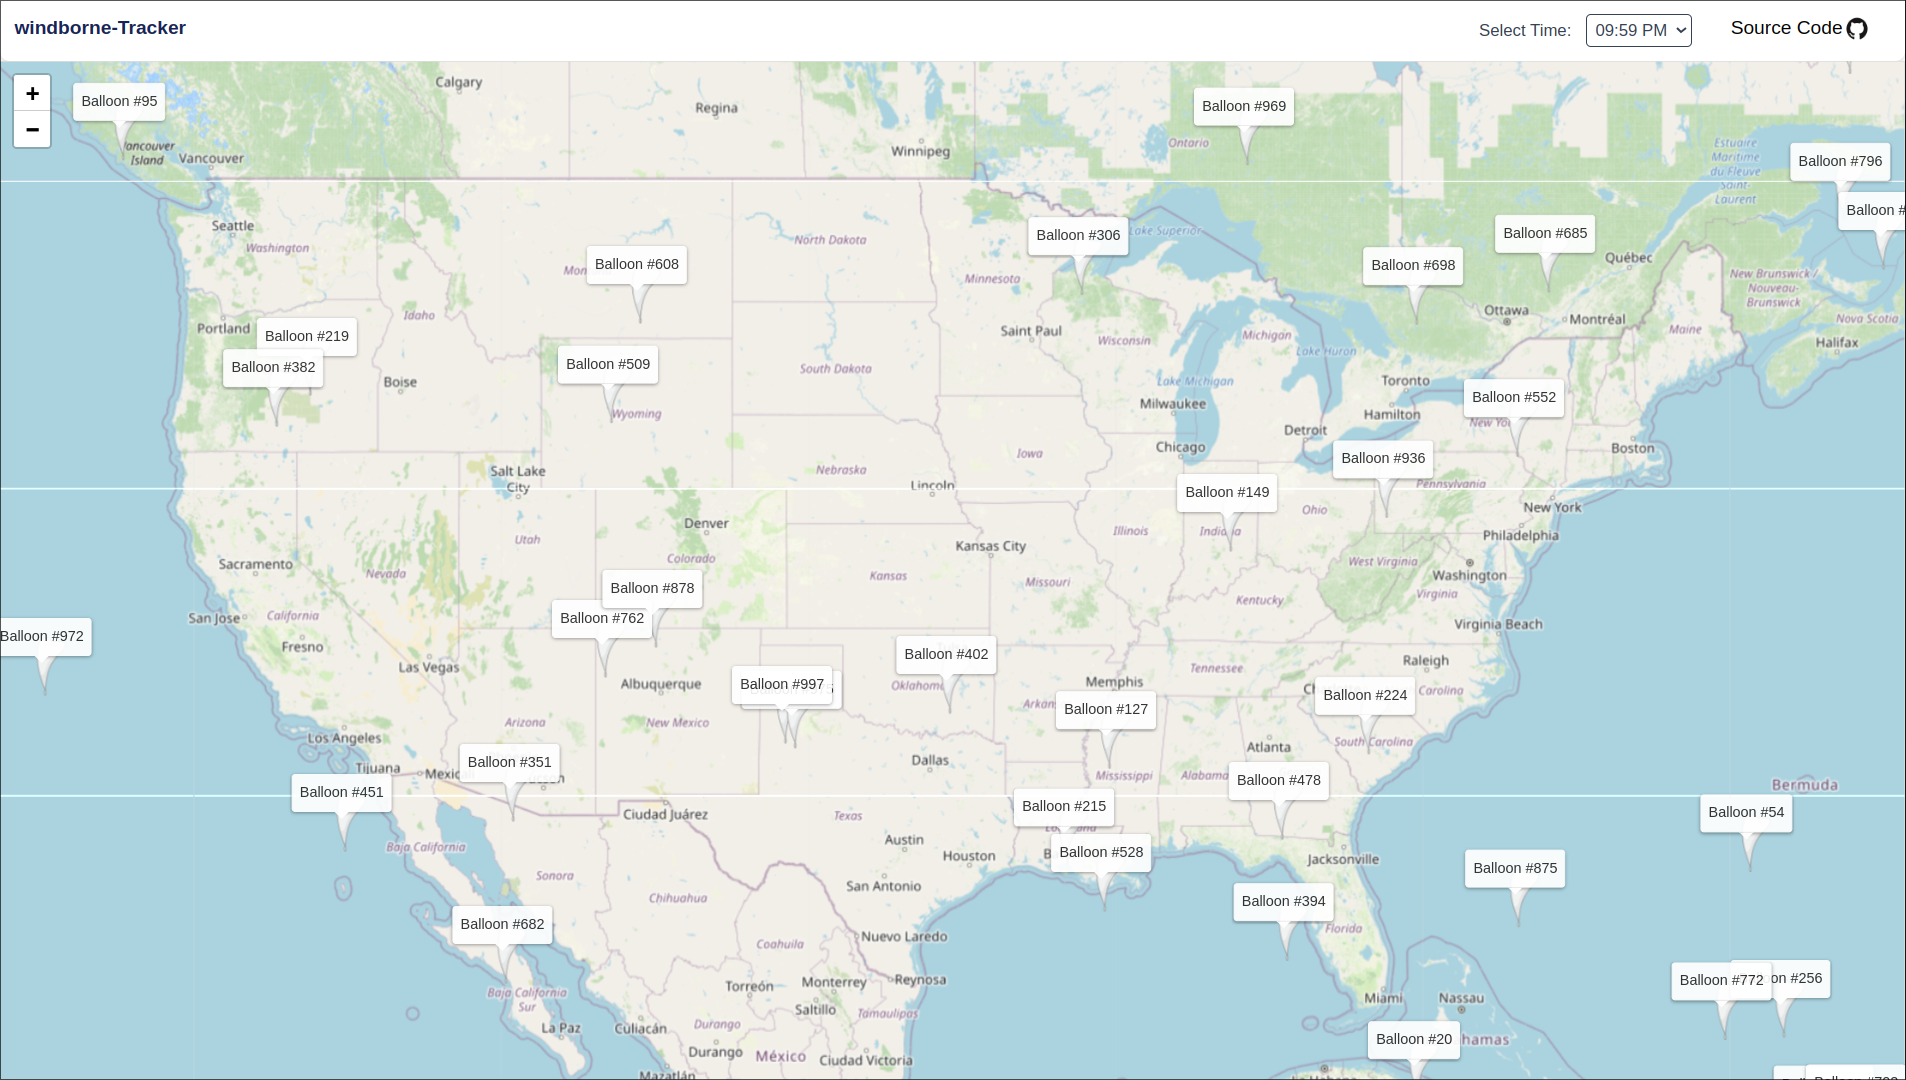 windborne-Tracker
Select Time:
09:59 PM
Source Code
+
−
Balloon #95
Calgary
Regina
Winnipeg
Ontario
Balloon #969
Estuaire
Maritime
du Fleuve
Saint-
Laurent
Balloon #796
Balloon #
Island
Vancouver
Seattle
Washington
North Dakota
Minnesota
Balloon #306
Lake Superior
Balloon #698
Balloon #685
Québec
New Brunswick /
Nouveau-
Brunswick
Balloon #608
Idaho
Portland
Balloon #219
Balloon #382
Boise
Balloon #509
Wyoming
South Dakota
Saint Paul
Wisconsin
Michigan
Lake Huron
Lake Michigan
Ottawa
Montréal
Maine
Nova Scotia
Halifax
Toronto
Hamilton
Balloon #552
Milwaukee
Chicago
Detroit
Boston
Balloon #936
Pennsylvania
New York
Salt Lake
City
Nebraska
Iowa
Lincoln
Balloon #149
Illinois
Ohio
Philadelphia
Denver
Utah
Colorado
Kansas City
Kansas
Missouri
West Virginia
Washington
Virginia
Kentucky
Sacramento
Nevada
San Jose
California
Fresno
Las Vegas
Balloon #972
Balloon #878
Balloon #762
Balloon #402
Virginia Beach
Raleigh
Tennessee
Memphis
Albuquerque
Balloon #997
Balloon #127
Balloon #224
Carolina
South Carolina
Arizona
New Mexico
Los Angeles
Tijuana
Balloon #351
Balloon #451
Dallas
Mississippi
Alabama
Atlanta
Balloon #478
Bermuda
Balloon #54
Ciudad Juárez
Texas
Balloon #215
Balloon #528
Baja California
Sonora
Chihuahua
Austin
Houston
San Antonio
Jacksonville
Balloon #875
Balloon #394
Florida
Balloon #682
Nuevo Laredo
Coahuila
Reynosa
Monterrey
Torreón
Saltillo
Tamaulipas
Baja California
Sur
La Paz
Culiacán
Durango
Durango
México
Ciudad Victoria
Mazatlán
Miami
Nassau
Balloon #772
#256
Balloon #20